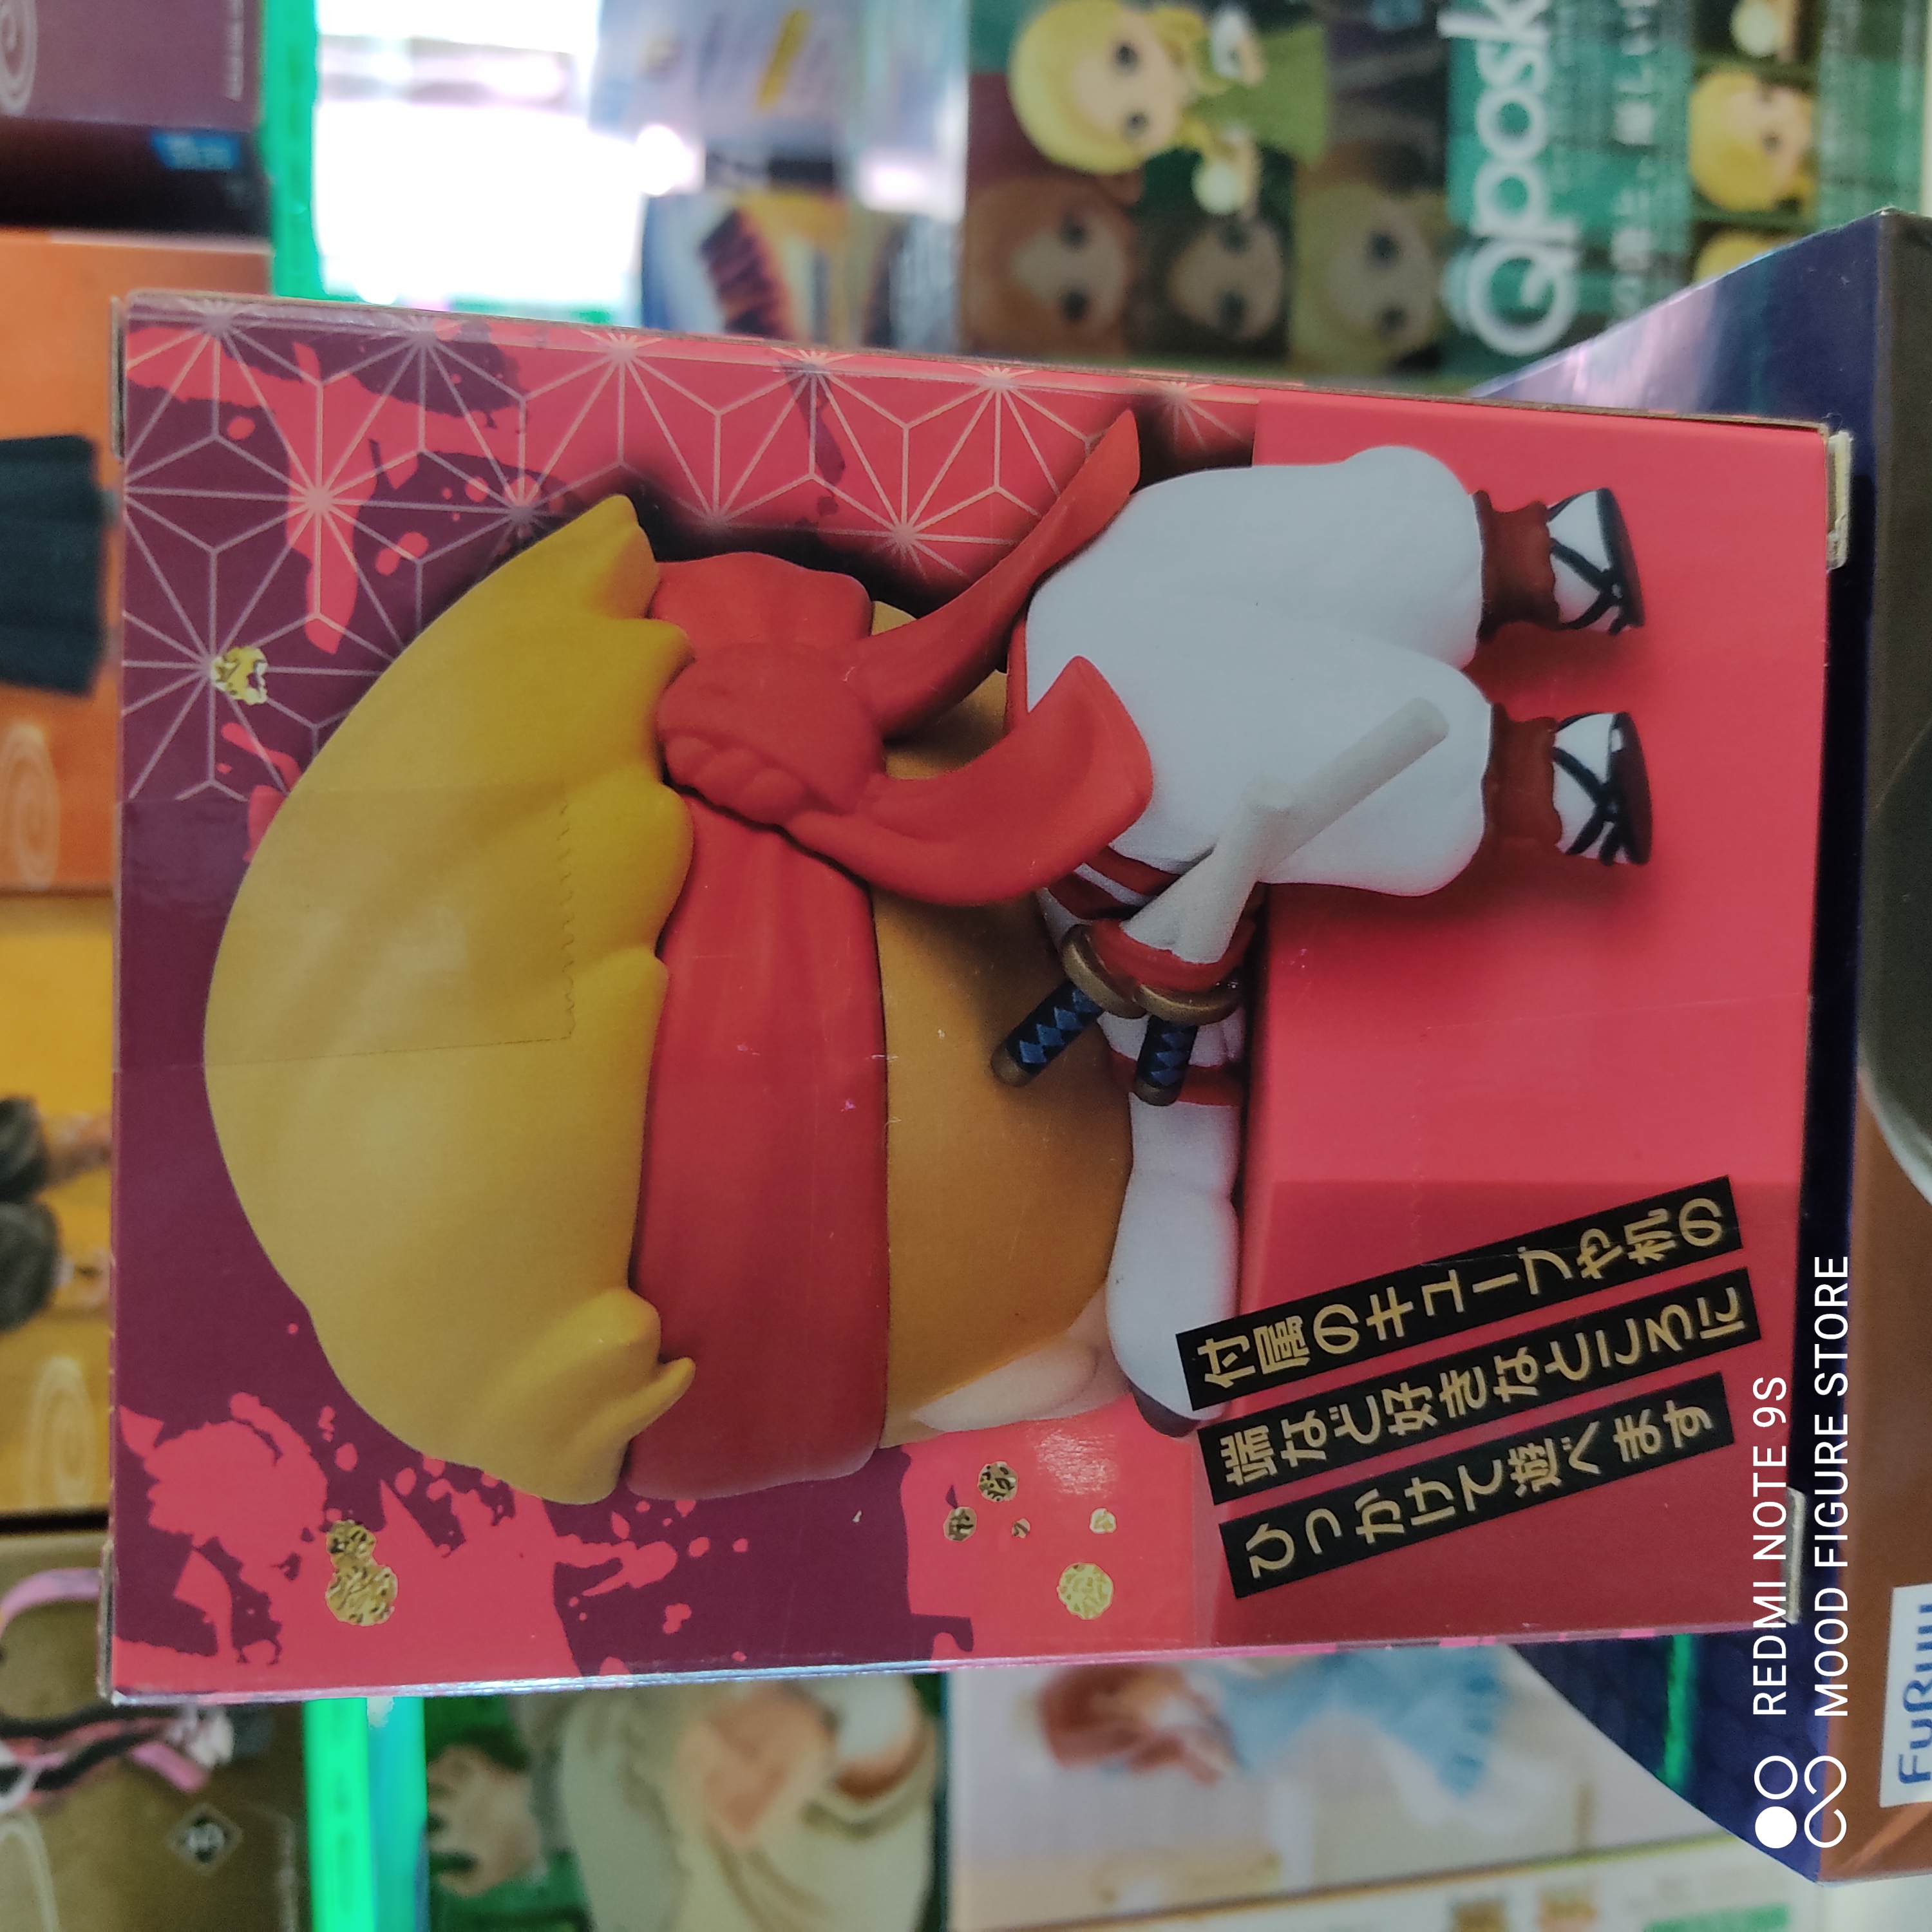 付属のキューブや机の
端など好きなところに
ひっかけて遊べます
Qposk
FuRyu
REDMI NOTE 9S
MOOD FIGURE STORE